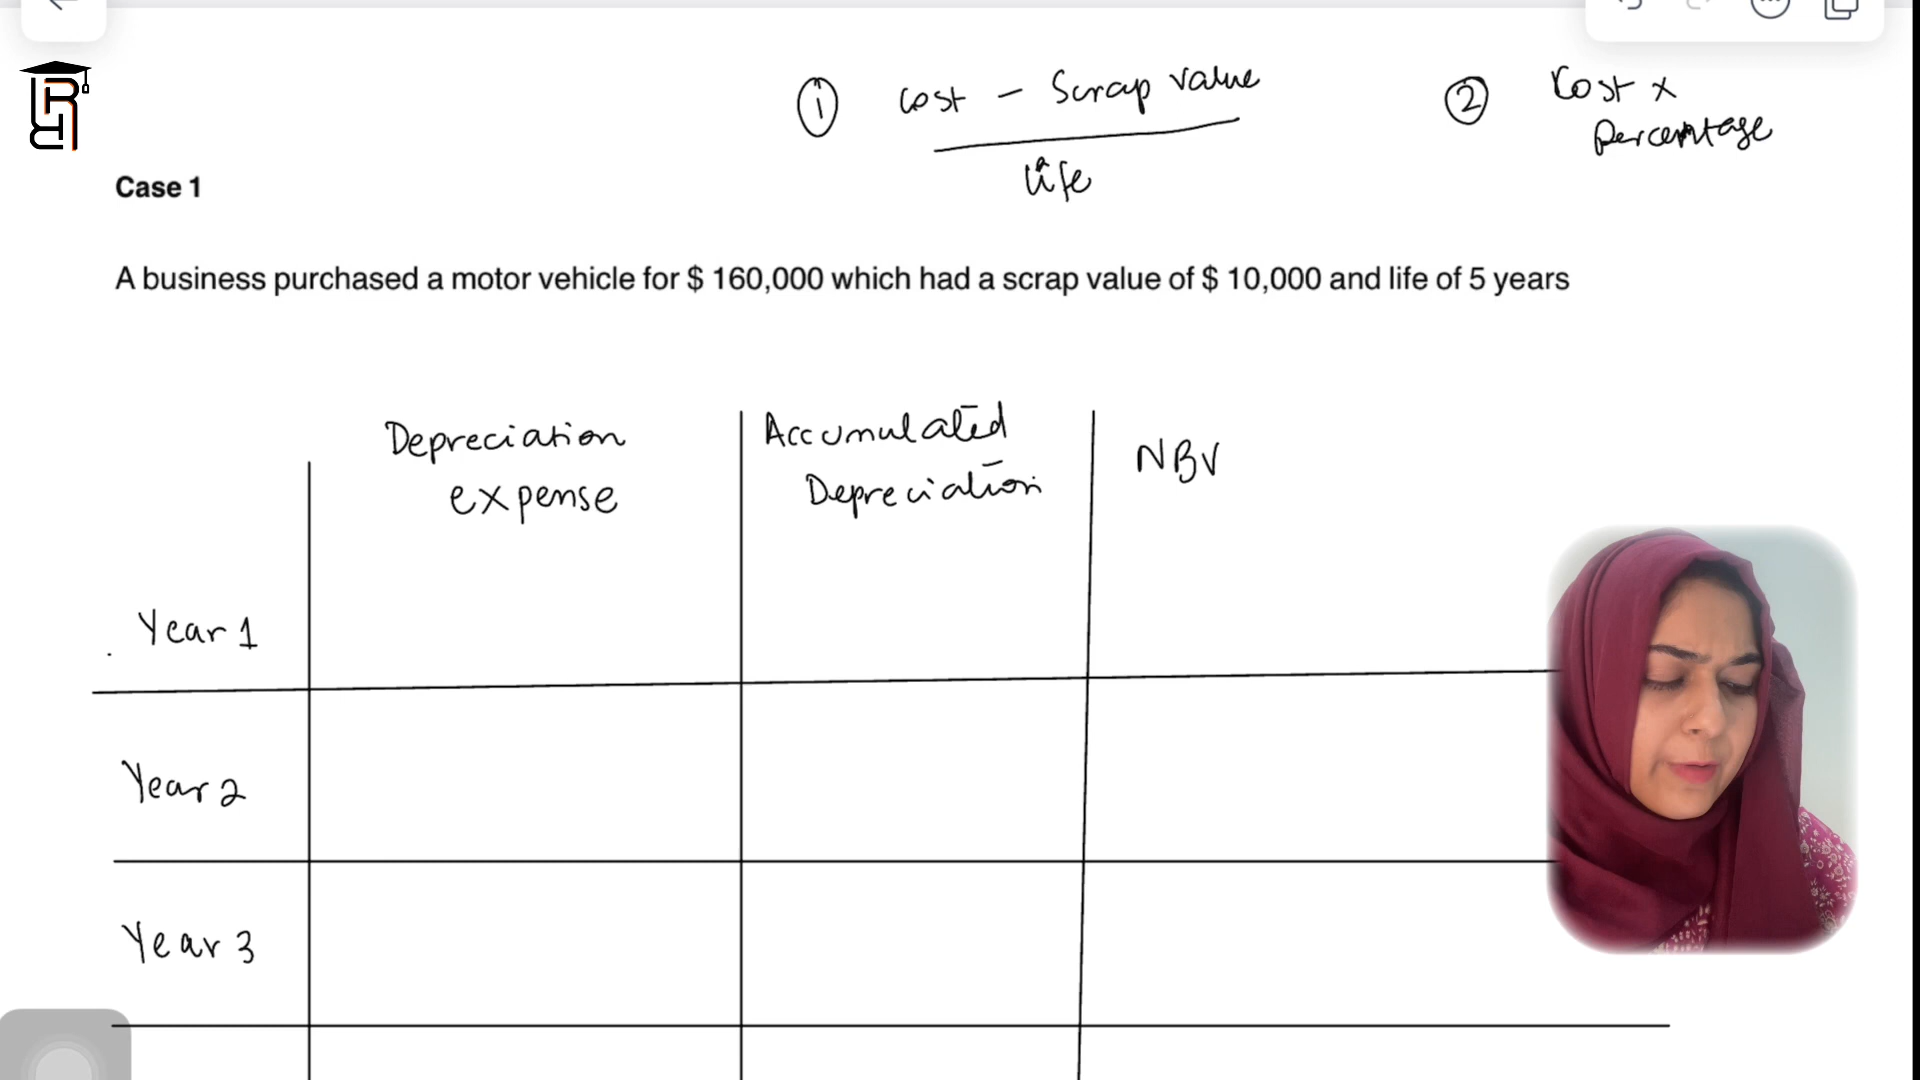 ① Cost - Scrap value
life
② Cost x
Percentage
Case 1
A business purchased a motor vehicle for $ 160,000 which had a scrap value of $ 10,000 and life of 5 years
Depreciation
expense
Accumulated
Depreciation
NBV
Year 1
Year 2
Year 3